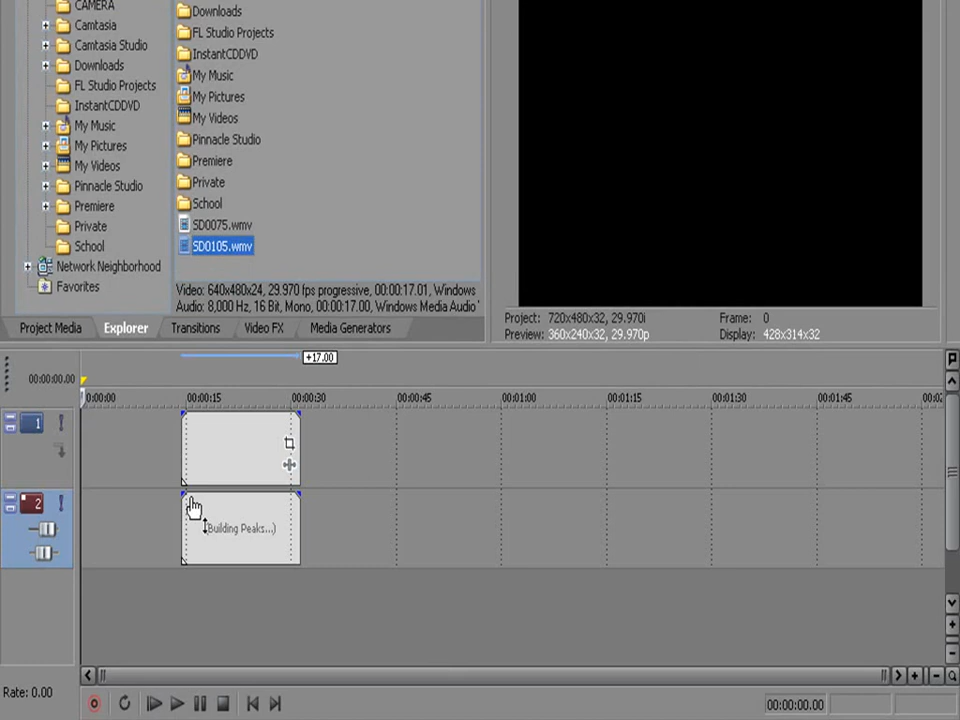 CAMERA
Camtasia
Camtasia Studio
Downloads
FL Studio Projects
InstantCDDVD
My Music
My Pictures
My Videos
Pinnacle Studio
Premiere
Private
School
Network Neighborhood
Favorites
Downloads
FL Studio Projects
InstantCDDVD
My Music
My Pictures
My Videos
Pinnacle Studio
Premiere
Private
School
SD0075.wmv
SD0105.wmv
Video: 640x480x24, 29.970 fps progressive, 00:00:17.01, Windows
Audio: 8,000 Hz, 16 Bit, Mono, 00:00:17.00, Windows Media Audio
Project Media Explorer Transitions Video FX Media Generators
Project: 720x480x32, 29.970i Frame: 0
Preview: 360x240x32, 29.970p Display: 428x314x32
+17.00
00:00:00.00
0:00:00 00:00:15 00:00:30 00:00:45 00:01:00 00:01:15 00:01:30 00:01:45
1
2
Building Peaks...)
Rate: 0.00
00:00:00.00